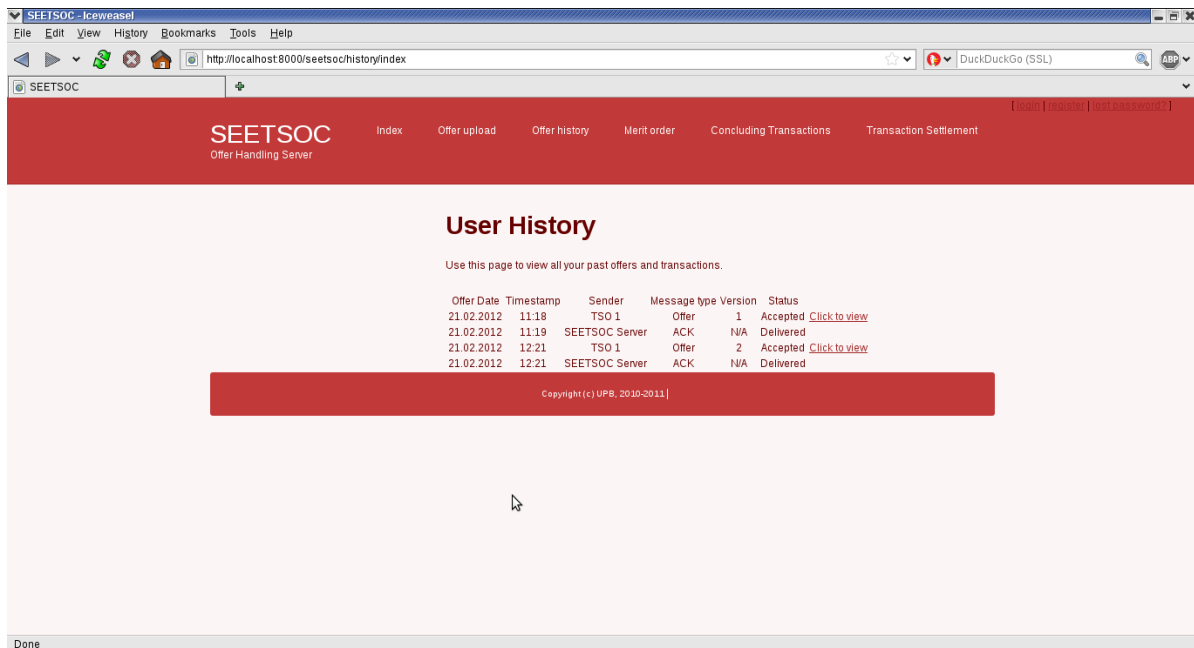 SEETSOC - Iceweasel
File Edit View History Bookmarks Tools Help
http://localhost:8000/seetsoc/history/index
DuckDuckGo (SSL)
ABP
SEETSOC
[ login | register | lost password? ]
SEETSOC
Index Offer upload Offer history Merit order Concluding Transactions Transaction Settlement
Offer Handling Server
User History
Use this page to view all your past offers and transactions.
Offer Date Timestamp Sender Message type Version Status
21.02.2012 11:18 TSO 1 Offer 1 Accepted Click to view
21.02.2012 11:19 SEETSOC Server ACK N/A Delivered
21.02.2012 12:21 TSO 1 Offer 2 Accepted Click to view
21.02.2012 12:21 SEETSOC Server ACK N/A Delivered
Copyright (c) UPB, 2010-2011 |
Done